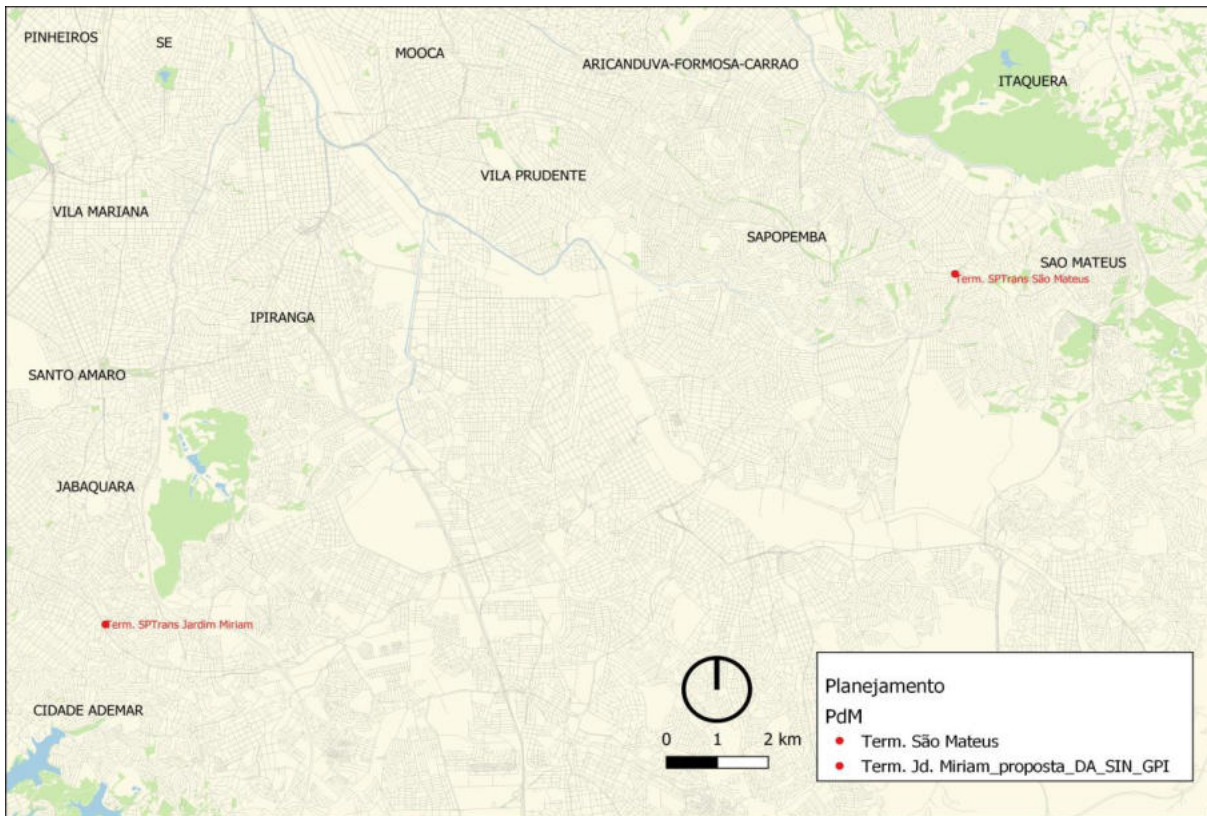 PINHEIROS
SE
MOOCA
ARICANDUVA-FORMOSA-CARRAO
ITAQUERA
VILA PRUDENTE
VILA MARIANA
SAPOPEMBA
SAO MATEUS
Term. SPTrans São Mateus
IPIRANGA
SANTO AMARO
JABAQUARA
Term. SPTrans Jardim Miriam
CIDADE ADEMAR
0 1 2 km
Planejamento
PdM
Term. São Mateus
Term. Jd. Miriam_proposta_DA_SIN_GPI